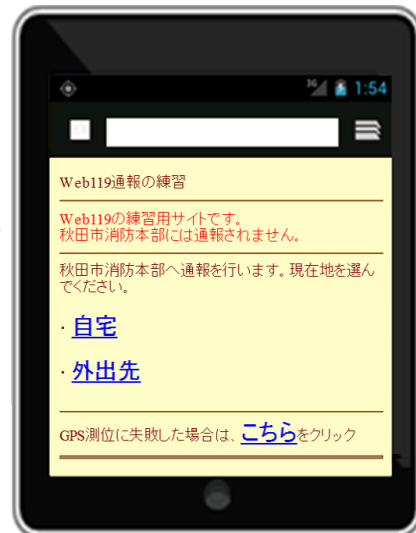 3G 1:54
Web119通報の練習
Web119の練習用サイトです。
秋田市消防本部には通報されません。
秋田市消防本部へ通報を行います。現在地を選ん
でください。
・自宅
・外出先
GPS測位に失敗した場合は、こちらをクリック